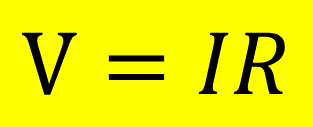 V = IR